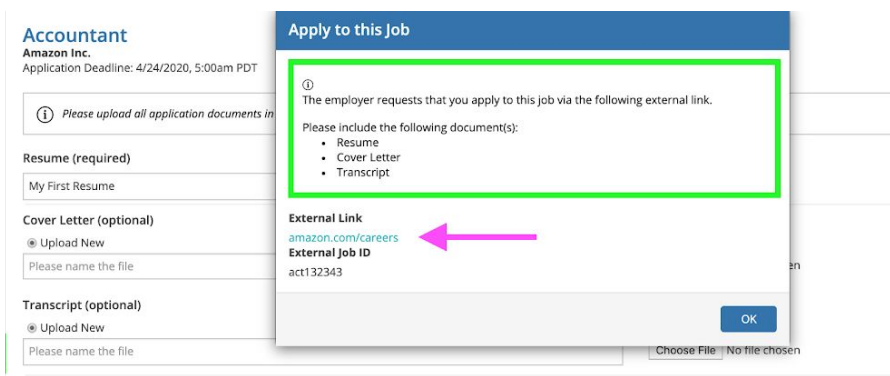 Accountant
Amazon Inc.
Application Deadline: 4/24/2020, 5:00am PDT
Please upload all application documents in
Resume (required)
My First Resume
Cover Letter (optional)
Upload New
Please name the file
Transcript (optional)
Upload New
Please name the file
Choose File No file chosen
Apply to this Job
The employer requests that you apply to this job via the following external link.
Please include the following document(s):
• Resume
• Cover Letter
• Transcript
External Link
amazon.com/careers
External Job ID
act132343
OK